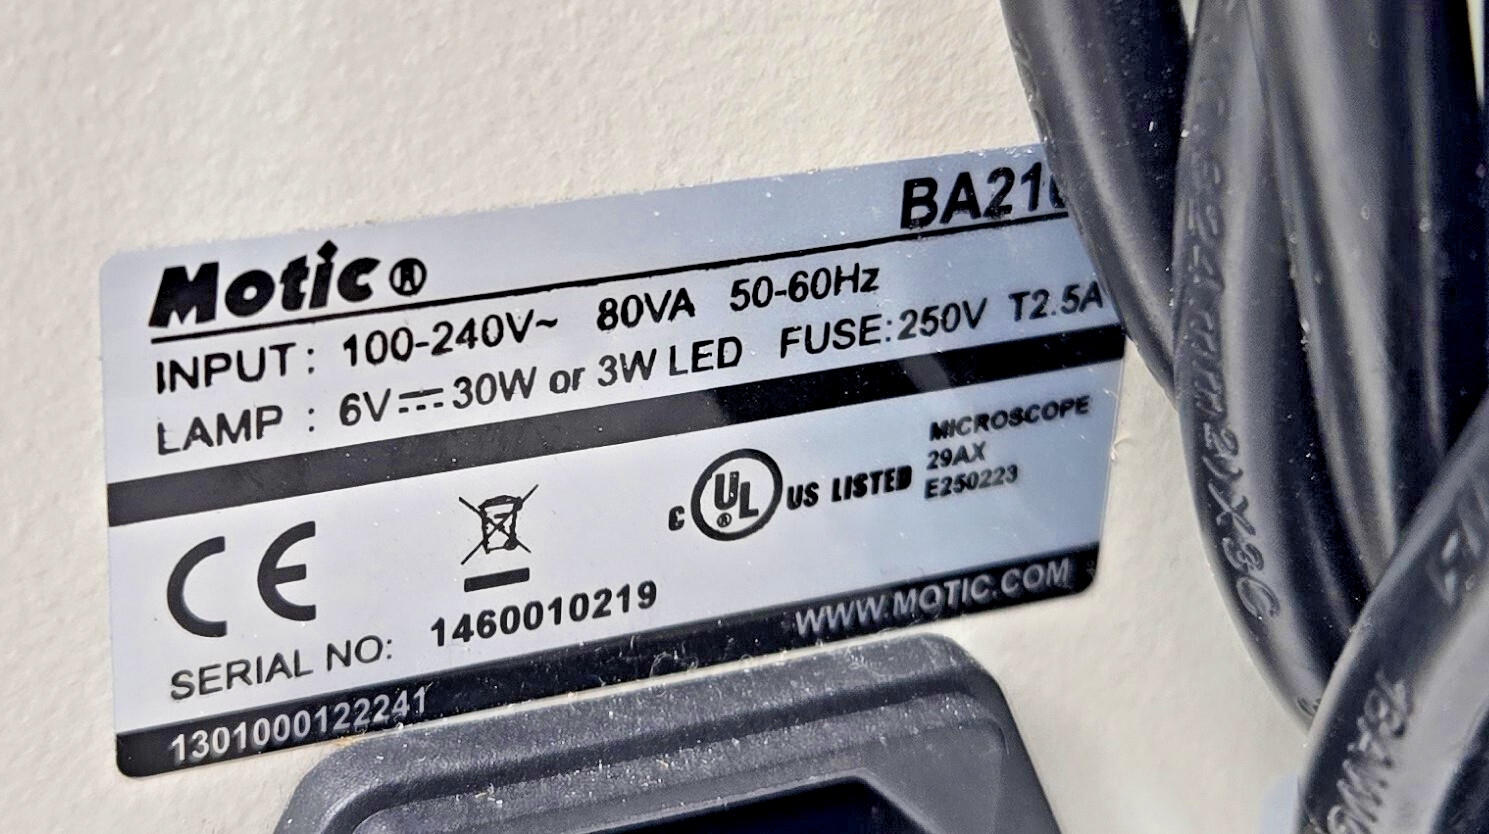 Motic®
BA210
INPUT: 100-240V~ 80VA 50-60Hz
LAMP : 6V⎓30W or 3W LED FUSE:250V T2.5A
CE
c UL® US LISTED
MICROSCOPE
29AX
E250223
SERIAL NO: 1460010219
WWW.MOTIC.COM
1301000122241